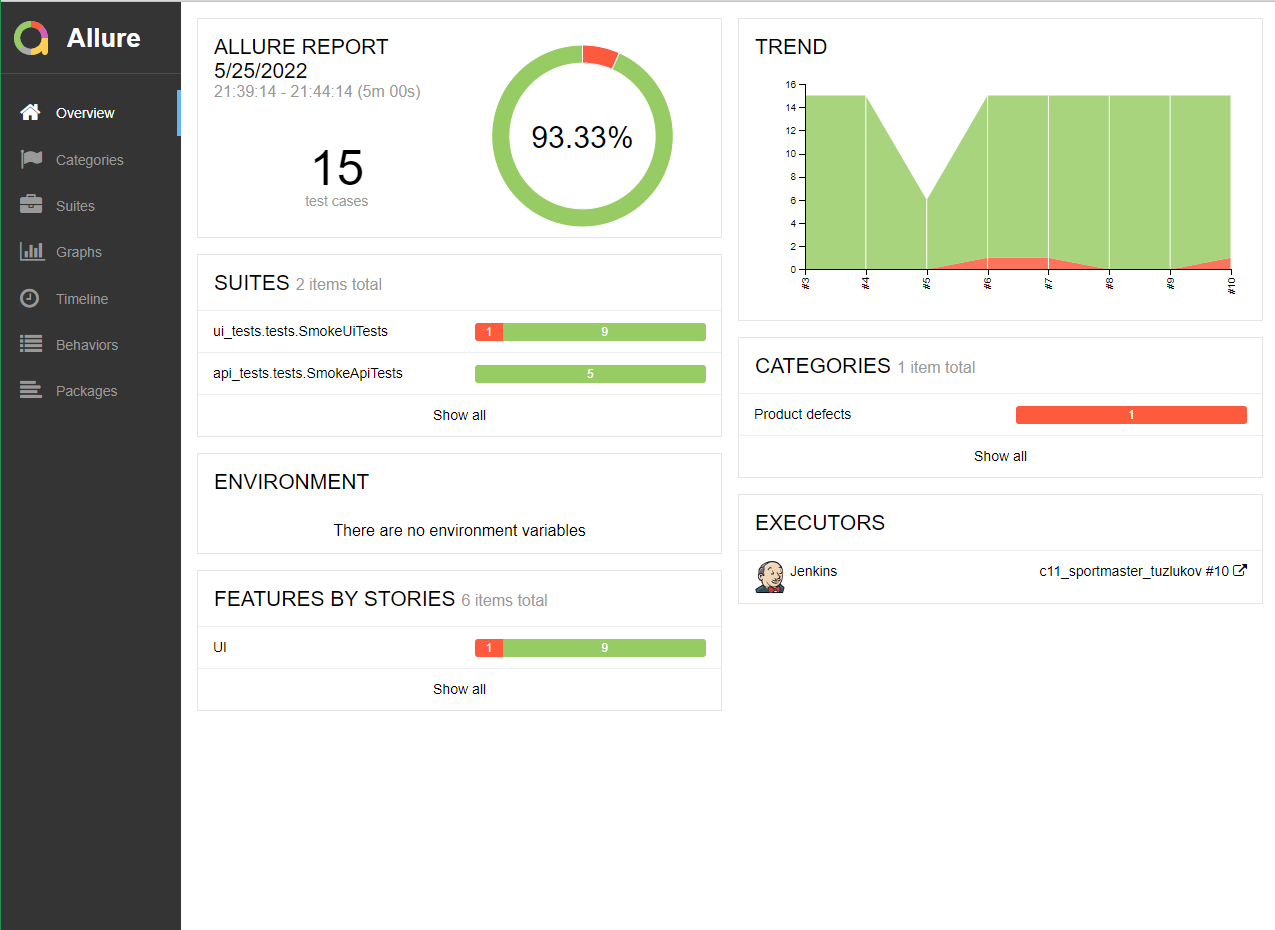 Allure
Overview
Categories
Suites
Graphs
Timeline
Behaviors
Packages
ALLURE REPORT
5/25/2022
21:39:14 - 21:44:14 (5m 00s)
15
test cases
93.33%
SUITES 2 items total
ui_tests.tests.SmokeUiTests 1 9
api_tests.tests.SmokeApiTests 5
Show all
ENVIRONMENT
There are no environment variables
FEATURES BY STORIES 6 items total
UI 1 9
Show all
TREND
16
14
12
10
8
6
4
2
0
#3 #4 #5 #6 #7 #8 #9 #10
CATEGORIES 1 item total
Product defects 1
Show all
EXECUTORS
Jenkins c11_sportmaster_tuzlukov #10